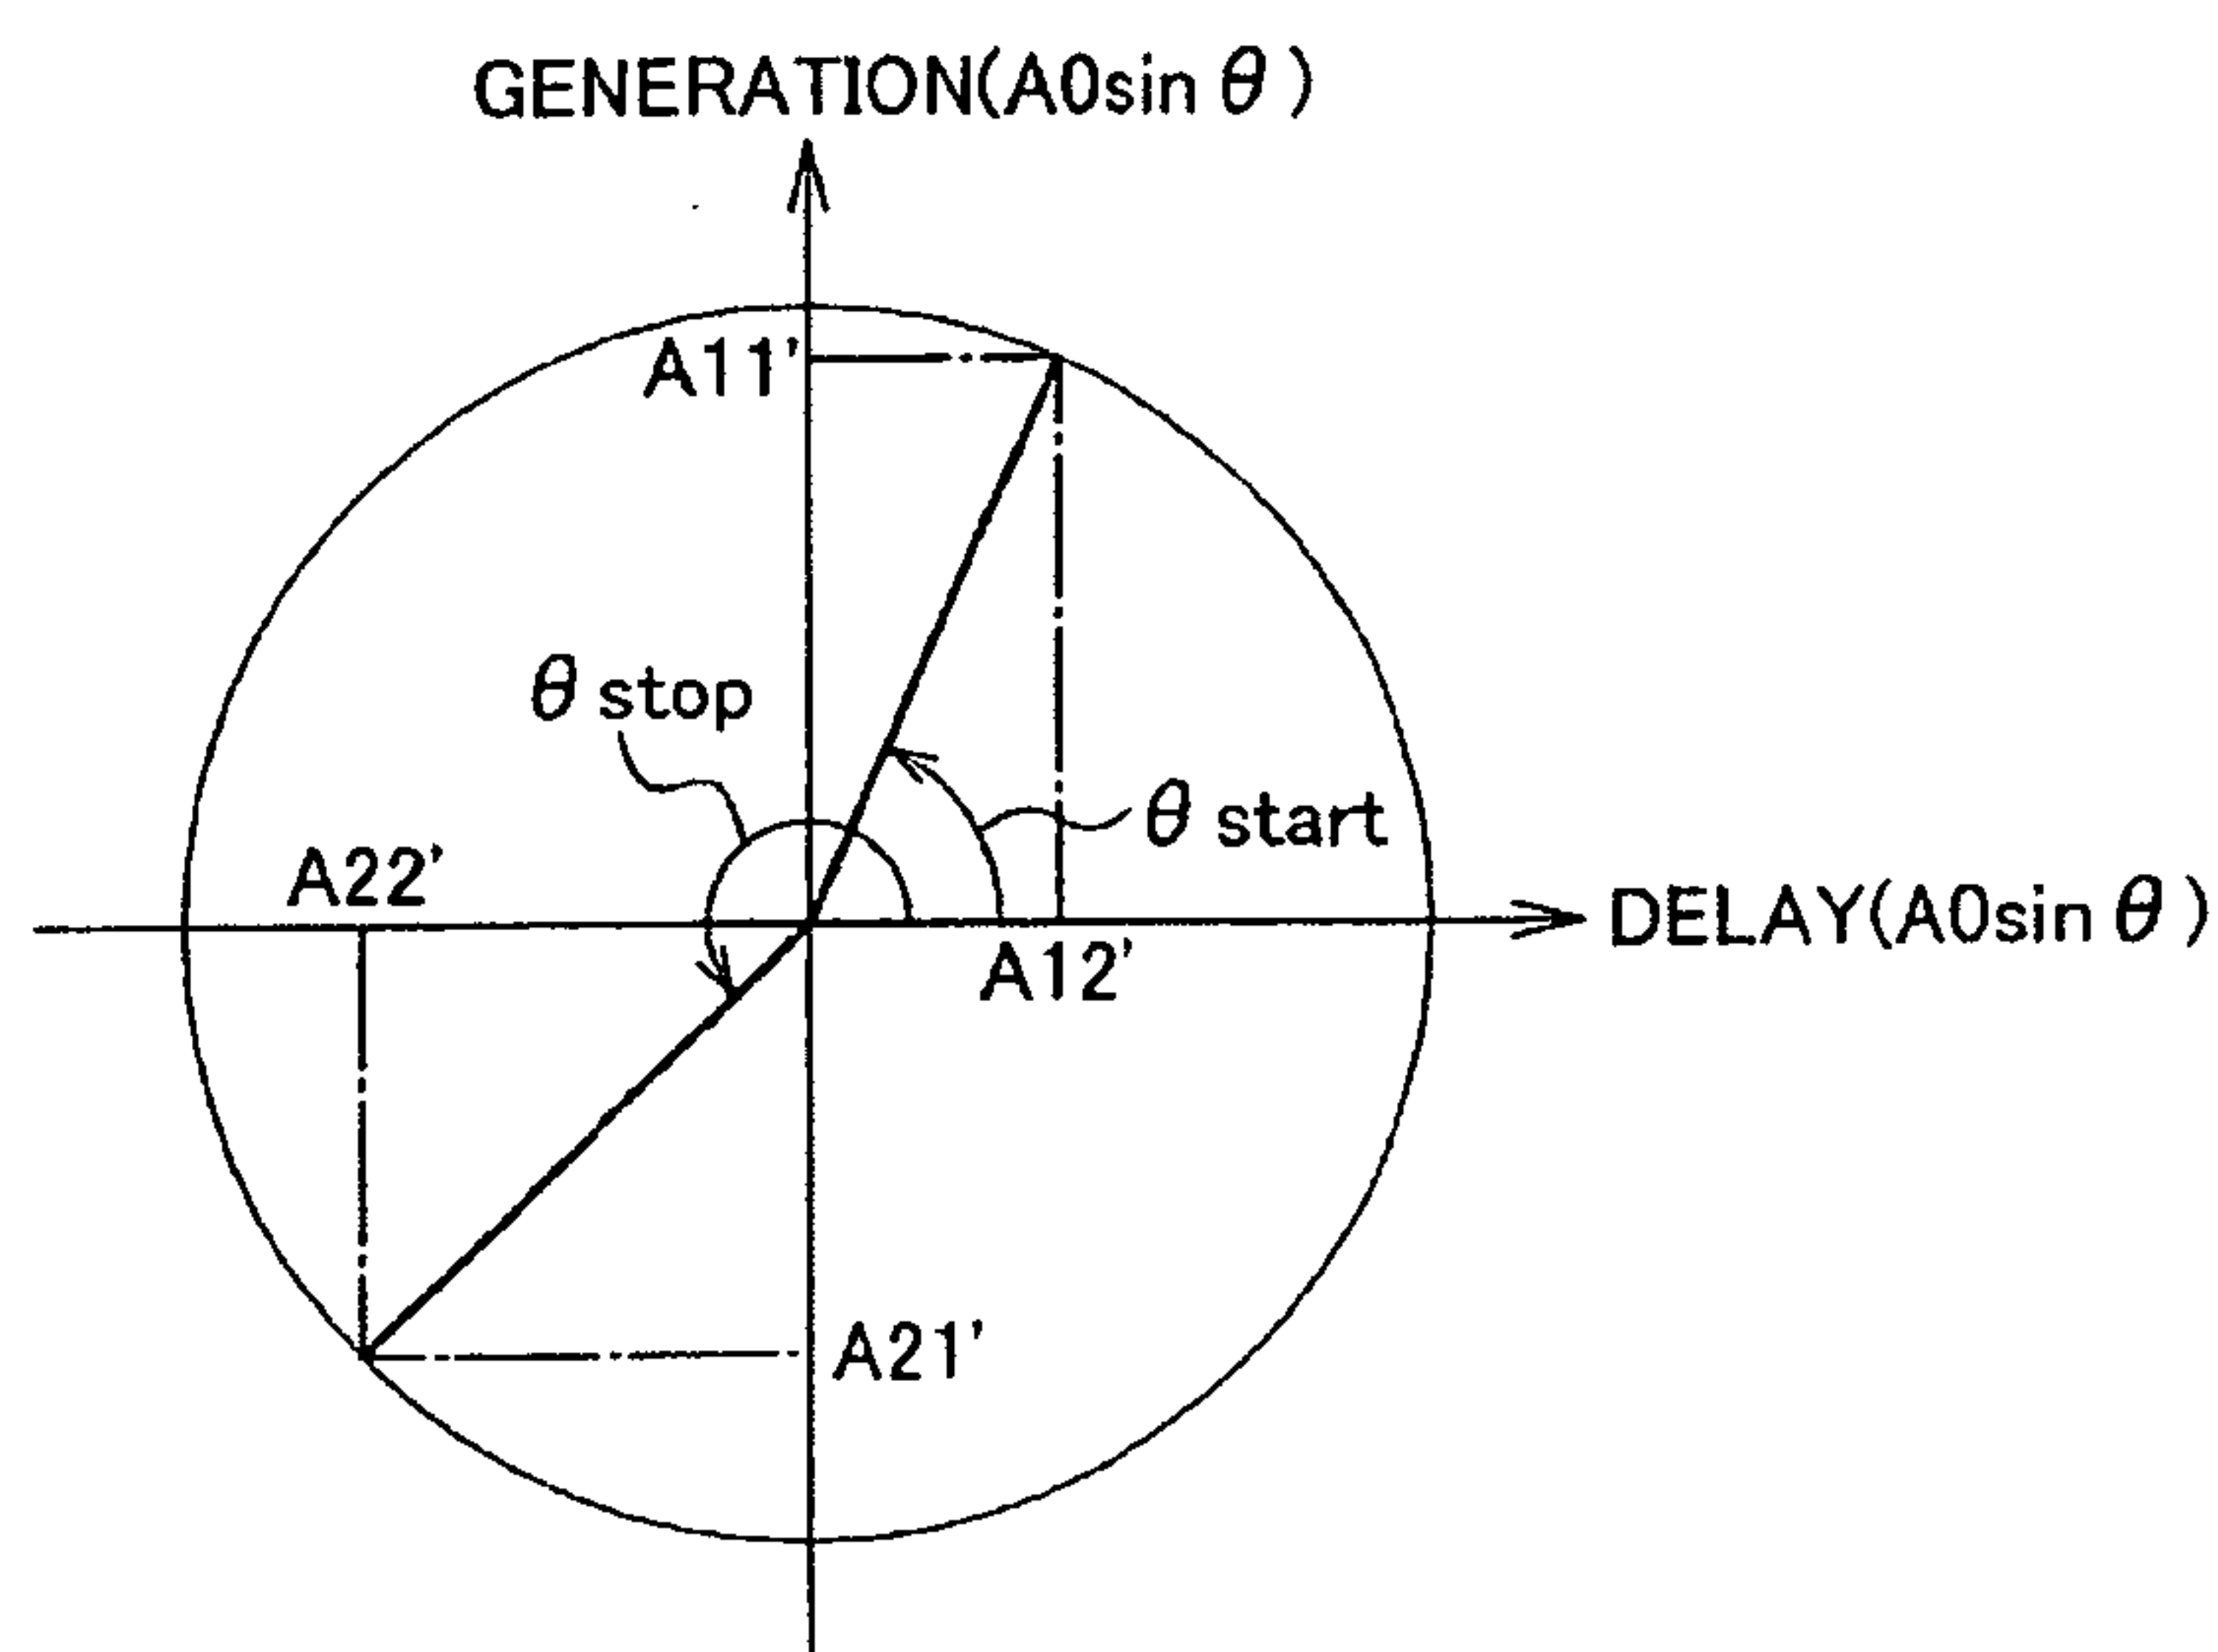 GENERATION(A0sin θ)
A11'
θ stop
θ start
A22'
DELAY(A0sin θ)
A12'
A21'